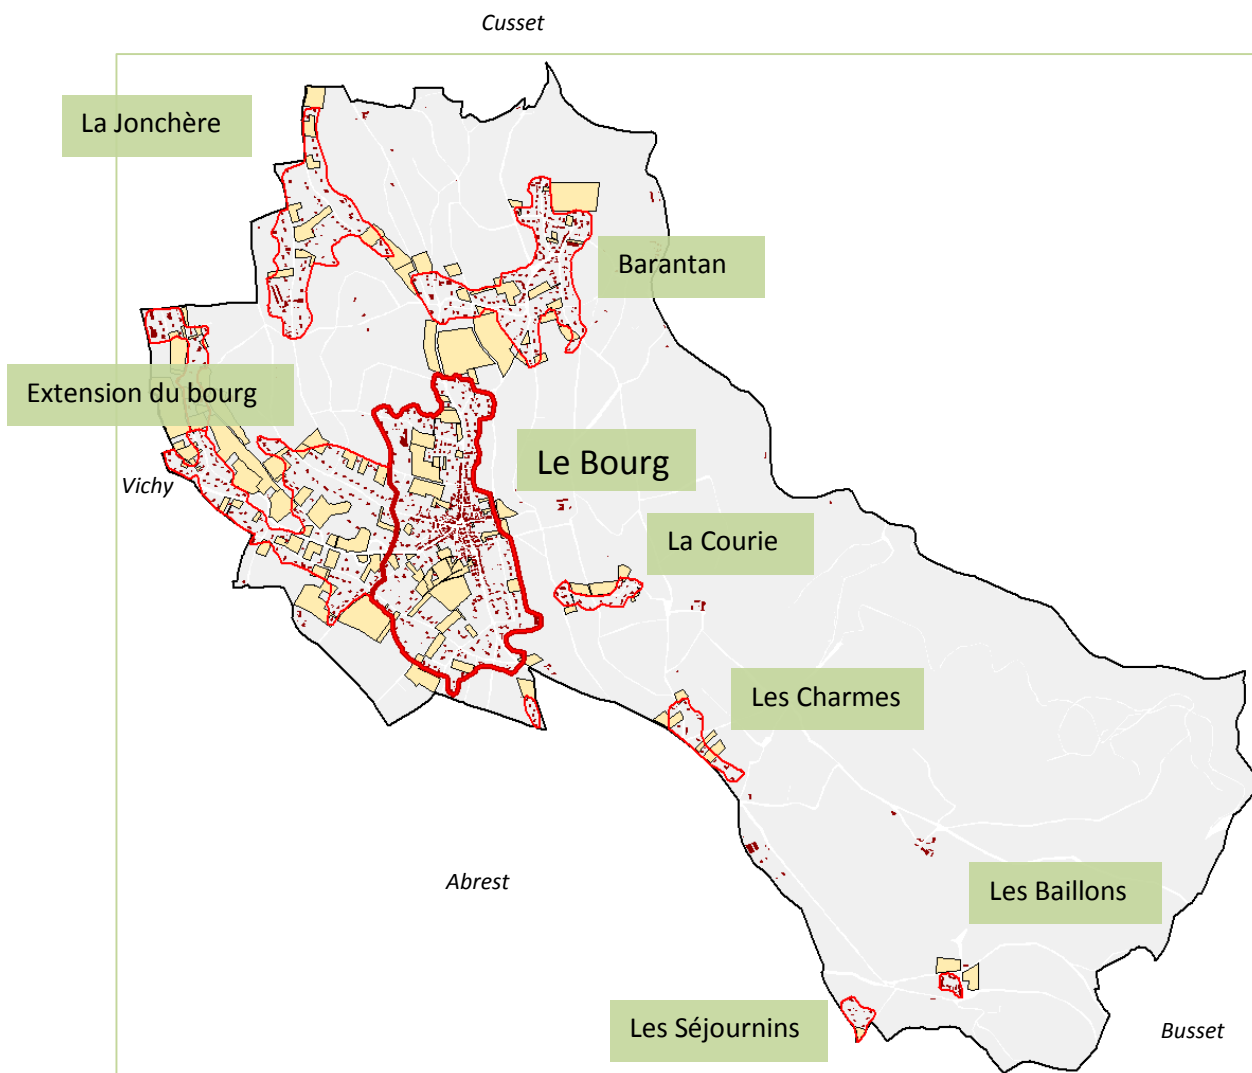 Cusset
La Jonchère
Barantan
Extension du bourg
Le Bourg
Vichy
La Courie
Les Charmes
Abrest
Les Baillons
Les Séjournins
Busset